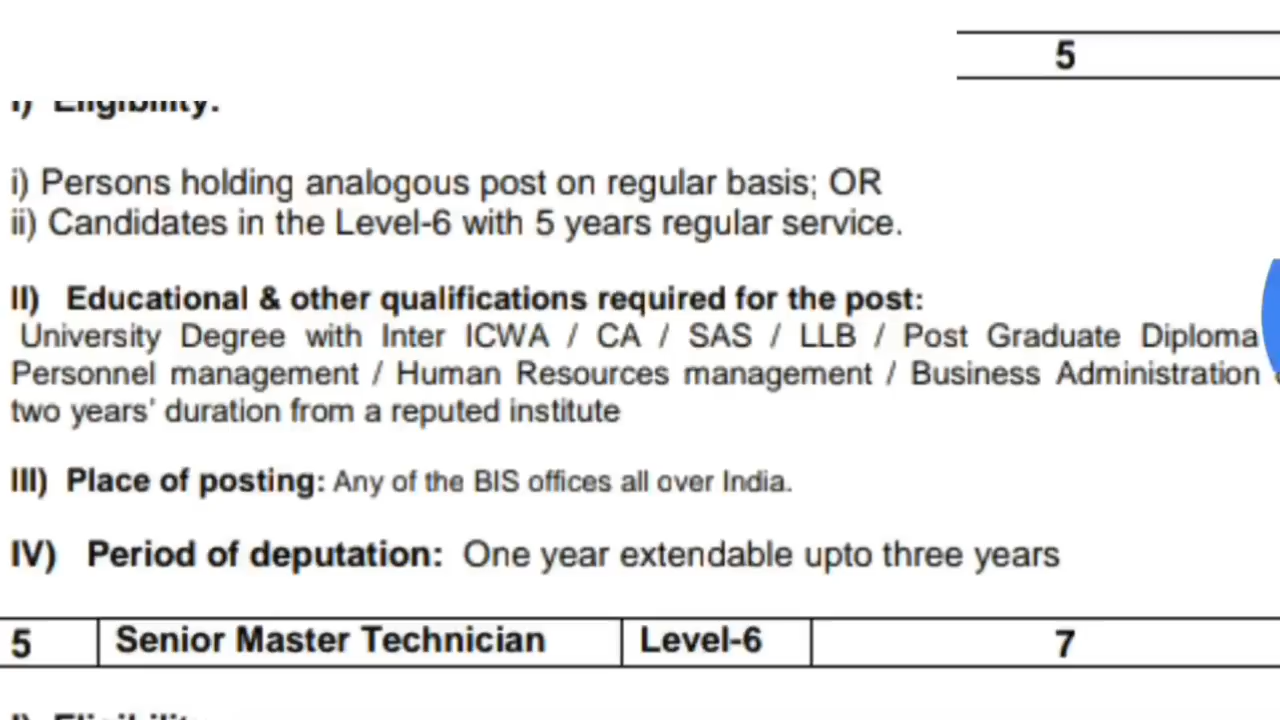 5
I) Eligibility:
i) Persons holding analogous post on regular basis; OR
ii) Candidates in the Level-6 with 5 years regular service.
II) Educational & other qualifications required for the post:
University Degree with Inter ICWA / CA / SAS / LLB / Post Graduate Diploma
Personnel management / Human Resources management / Business Administration
two years’ duration from a reputed institute
III) Place of posting: Any of the BIS offices all over India.
IV) Period of deputation: One year extendable upto three years
5 Senior Master Technician Level-6 7
I) Eligibility